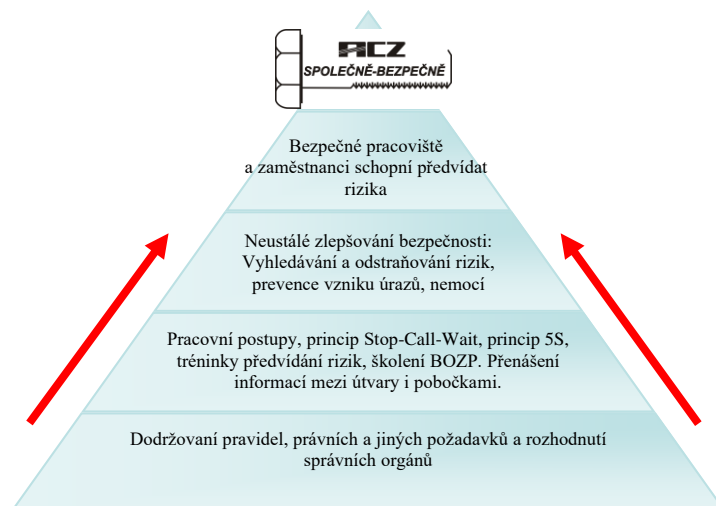 ACZ
SPOLEČNĚ-BEZPEČNĚ
Bezpečné pracoviště
a zaměstnanci schopní předvídat
rizika
Neustálé zlepšování bezpečnosti:
Vyhledávání a odstraňování rizik,
prevence vzniku úrazů, nemocí
Pracovní postupy, princip Stop-Call-Wait, princip 5S,
tréninky předvídání rizik, školení BOZP. Přenášení
informací mezi útvary i pobočkami.
Dodržovaní pravidel, právních a jiných požadavků a rozhodnutí
správních orgánů